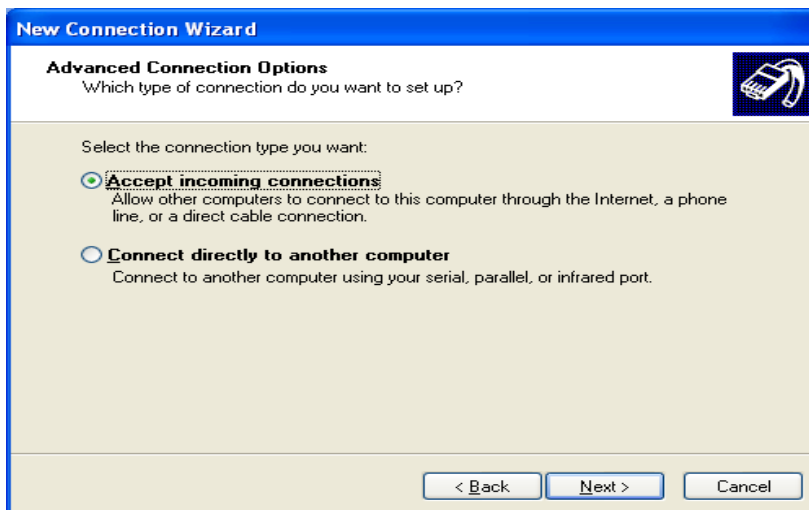 New Connection Wizard
Advanced Connection Options
Which type of connection do you want to set up?
Select the connection type you want:
Accept incoming connections
Allow other computers to connect to this computer through the Internet, a phone
line, or a direct cable connection.
Connect directly to another computer
Connect to another computer using your serial, parallel, or infrared port.
< Back Next > Cancel